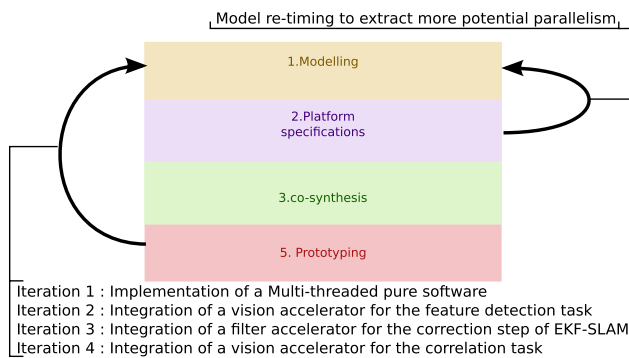 Model re-timing to extract more potential parallelism
1.Modelling
2.Platform
specifications
3.co-synthesis
5. Prototyping
Iteration 1 : Implementation of a Multi-threaded pure software
Iteration 2 : Integration of a vision accelerator for the feature detection task
Iteration 3 : Integration of a filter accelerator for the correction step of EKF-SLAM
Iteration 4 : Integration of a vision accelerator for the correlation task